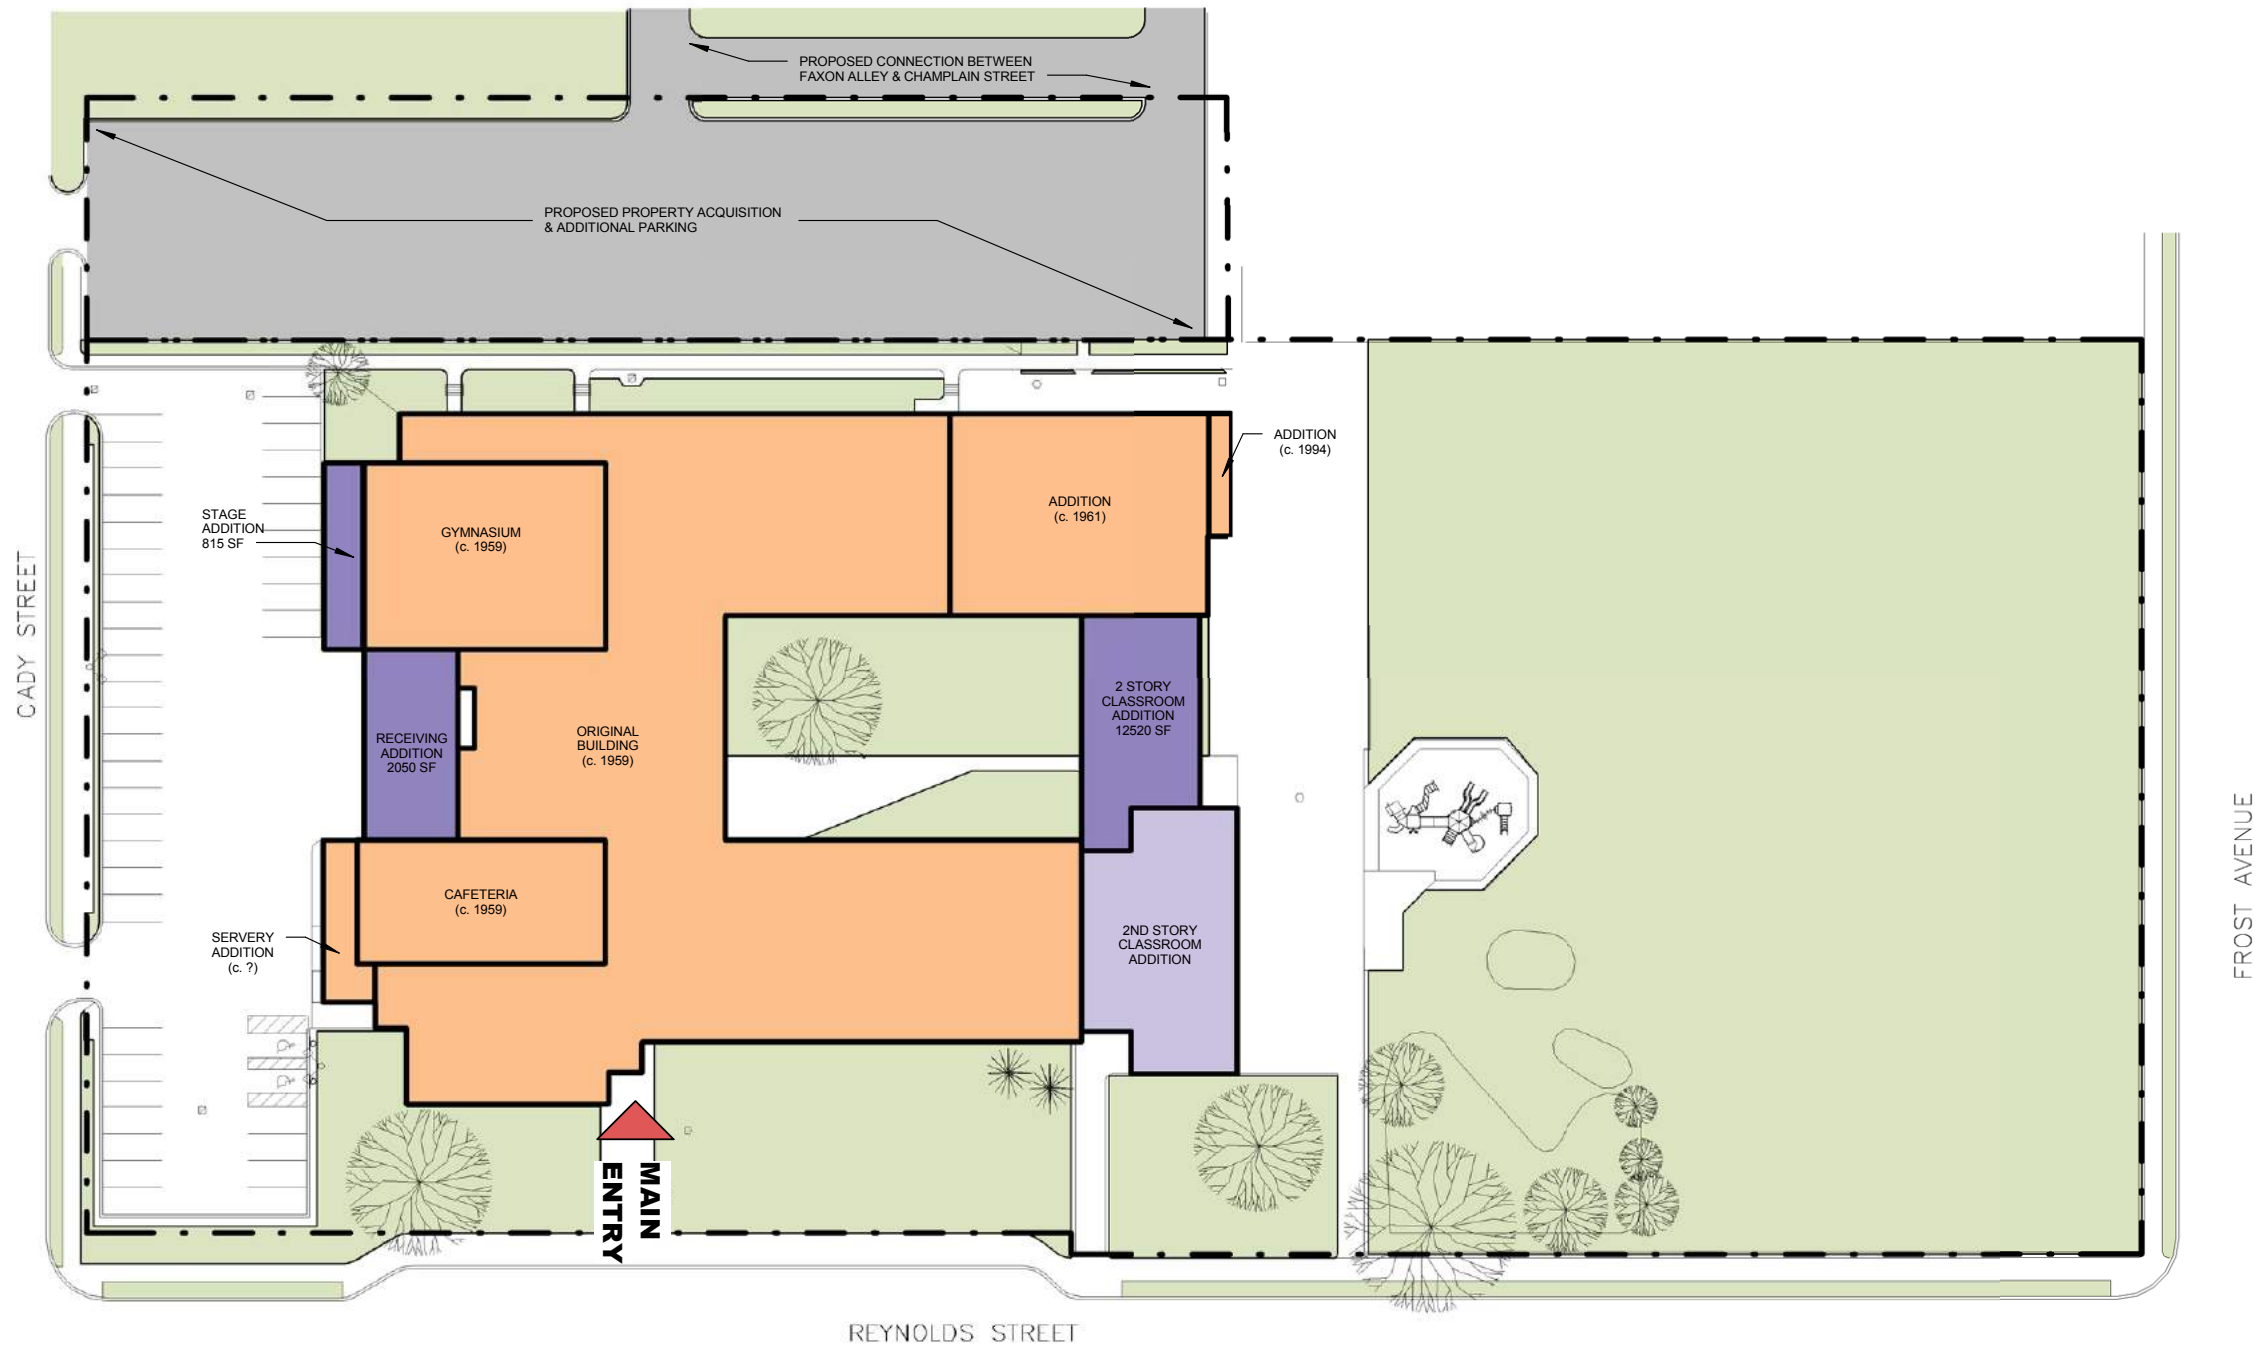 PROPOSED CONNECTION BETWEEN
FAXON ALLEY & CHAMPLAIN STREET
PROPOSED PROPERTY ACQUISITION
& ADDITIONAL PARKING
ADDITION
(c. 1994)
ADDITION
(c. 1961)
STAGE
ADDITION
815 SF
GYMNASIUM
(c. 1959)
CADY STREET
2 STORY
CLASSROOM
ADDITION
12520 SF
RECEIVING
ADDITION
2050 SF
ORIGINAL
BUILDING
(c. 1959)
CAFETERIA
(c. 1959)
SERVERY
ADDITION
(c. ?)
2ND STORY
CLASSROOM
ADDITION
FROST AVENUE
MAIN
ENTRY
REYNOLDS STREET